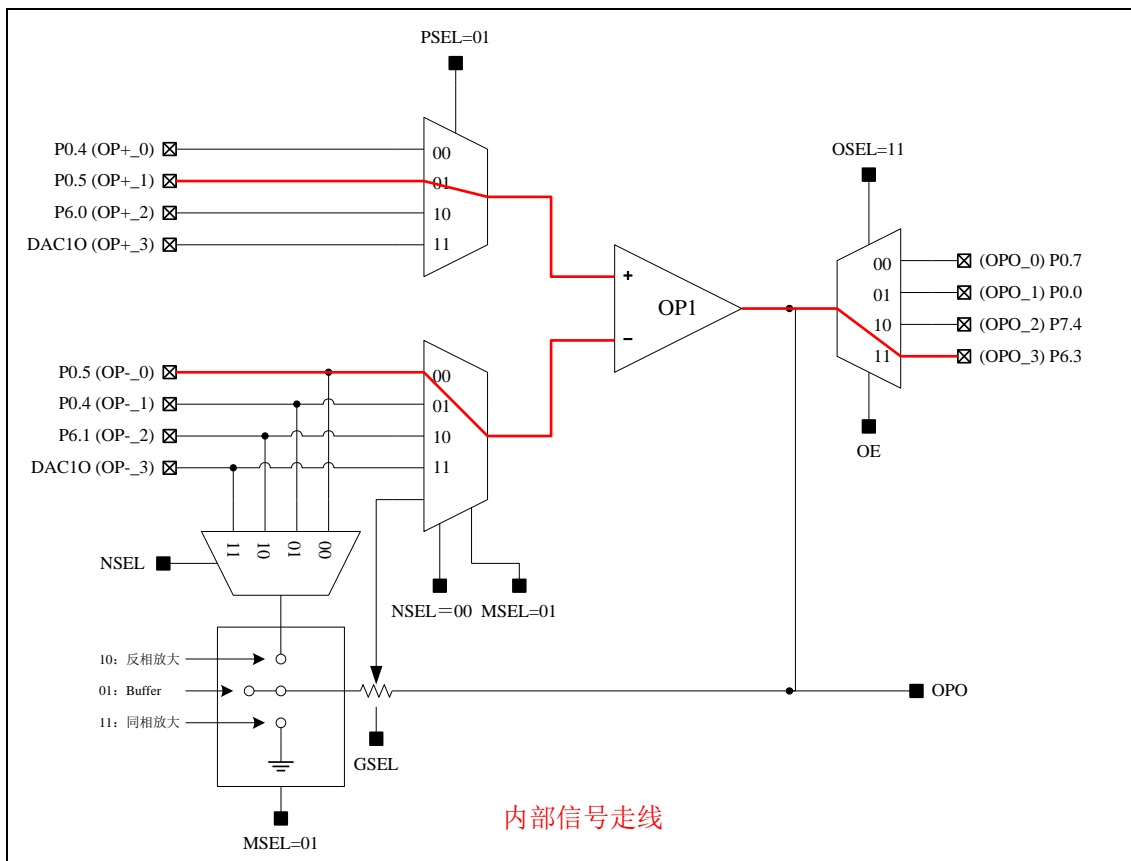 PSEL=01
P0.4 (OP+_0)
P0.5 (OP+_1)
P6.0 (OP+_2)
DAC1O (OP+_3)
00
01
10
11
OSEL=11
00
01
10
11
(OPO_0) P0.7
(OPO_1) P0.0
(OPO_2) P7.4
(OPO_3) P6.3
OE
+
−
OP1
P0.5 (OP-_0)
P0.4 (OP-_1)
P6.1 (OP-_2)
DAC1O (OP-_3)
00
01
10
11
11
10
01
00
NSEL
NSEL＝00
MSEL=01
10：反相放大
01：Buffer
11：同相放大
GSEL
OPO
MSEL=01
内部信号走线